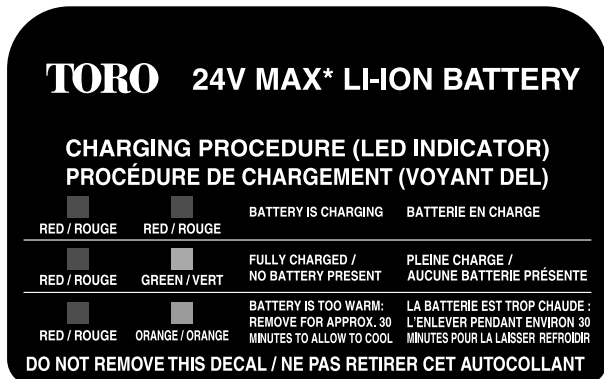 TORO 24V MAX* LI-ION BATTERY
CHARGING PROCEDURE (LED INDICATOR)
PROCÉDURE DE CHARGEMENT (VOYANT DEL)
RED / ROUGE RED / ROUGE BATTERY IS CHARGING BATTERIE EN CHARGE
RED / ROUGE GREEN / VERT
FULLY CHARGED /
NO BATTERY PRESENT
PLEINE CHARGE /
AUCUNE BATTERIE PRÉSENTE
RED / ROUGE ORANGE / ORANGE
BATTERY IS TOO WARM:
REMOVE FOR APPROX. 30
MINUTES TO ALLOW TO COOL
LA BATTERIE EST TROP CHAUDE :
L'ENLEVER PENDANT ENVIRON 30
MINUTES POUR LA LAISSER REFROIDIR
DO NOT REMOVE THIS DECAL / NE PAS RETIRER CET AUTOCOLLANT